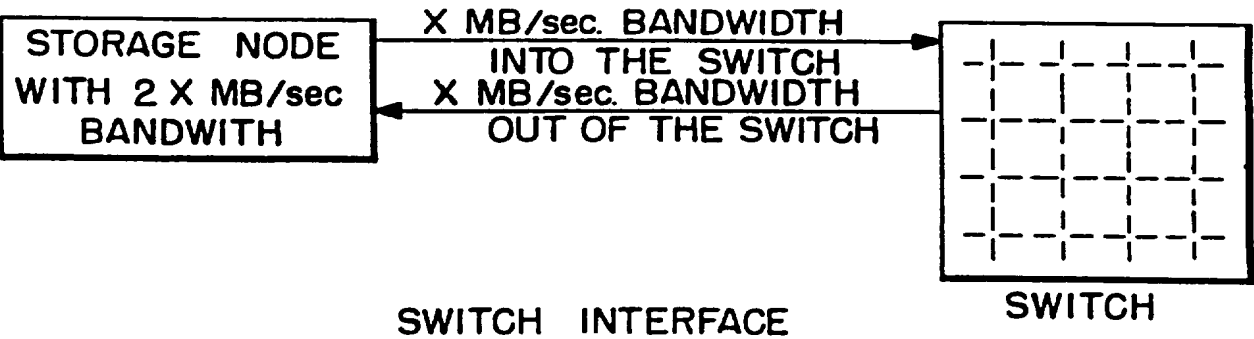 STORAGE NODE
WITH 2 X MB/sec
BANDWITH
X MB/sec. BANDWIDTH
INTO THE SWITCH
X MB/sec. BANDWIDTH
OUT OF THE SWITCH
SWITCH
SWITCH INTERFACE